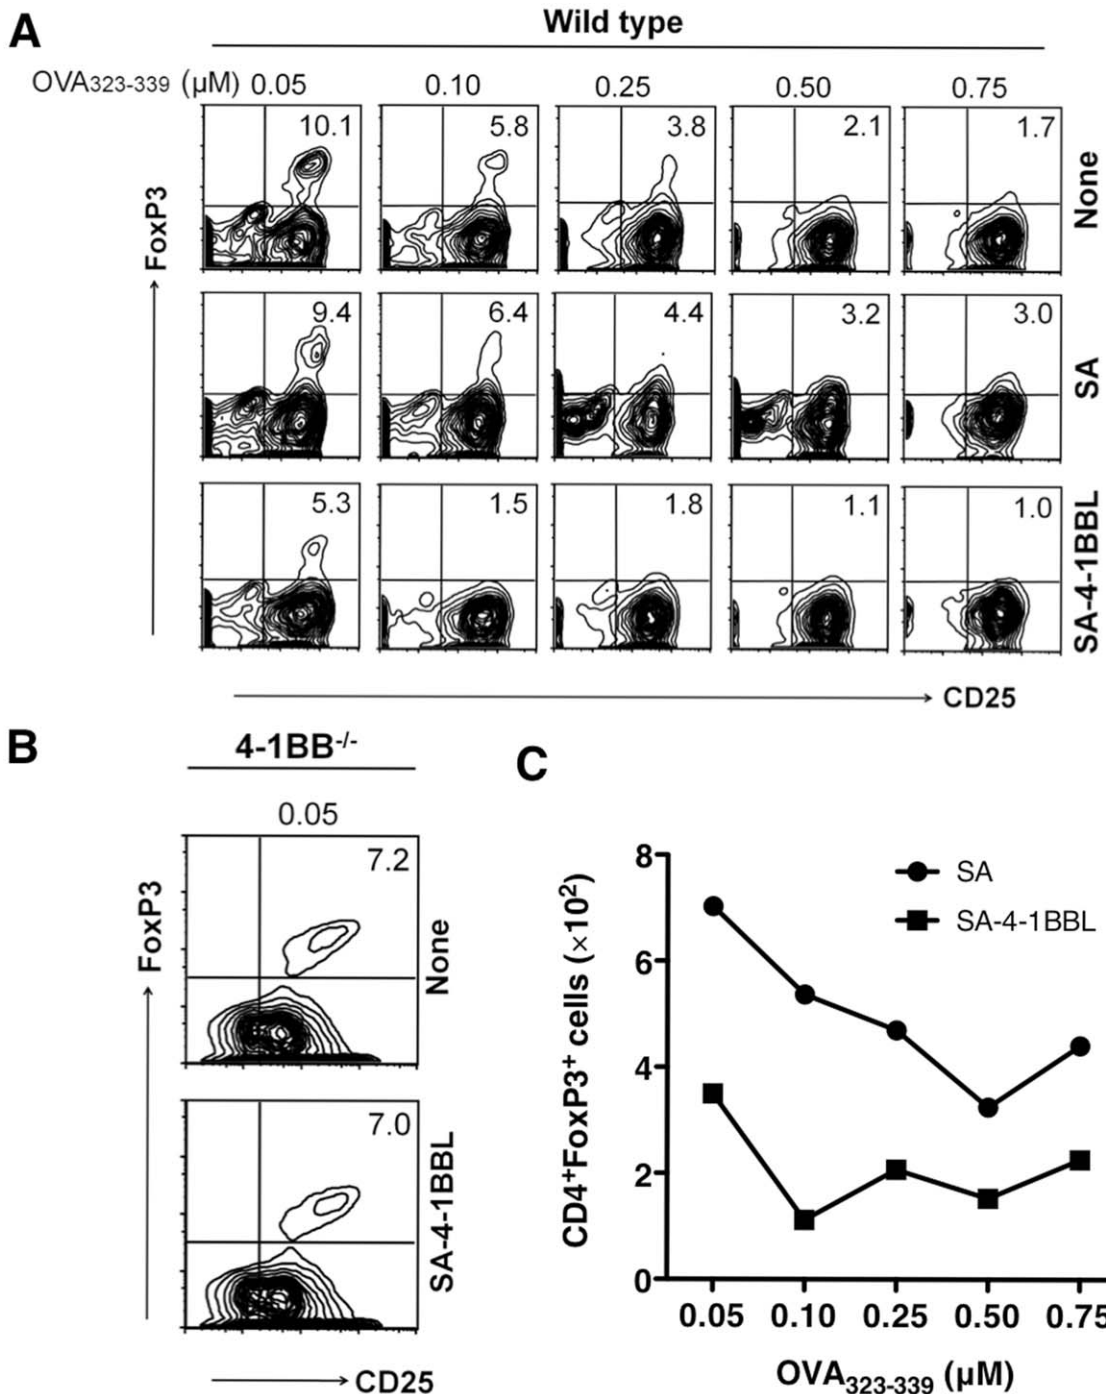 A
Wild type
OVA323-339 (μM) 0.05 0.10 0.25 0.50 0.75
10.1 5.8 3.8 2.1 1.7
None
FoxP3
9.4 6.4 4.4 3.2 3.0
SA
5.3 1.5 1.8 1.1 1.0
SA-4-1BBL
CD25
B
4-1BB-/-
0.05
7.2
FoxP3
None
7.0
SA-4-1BBL
CD25
C
SA
SA-4-1BBL
CD4+FoxP3+ cells (×10²)
8
6
4
2
0
0.05 0.10 0.25 0.50 0.75
OVA323-339 (μM)